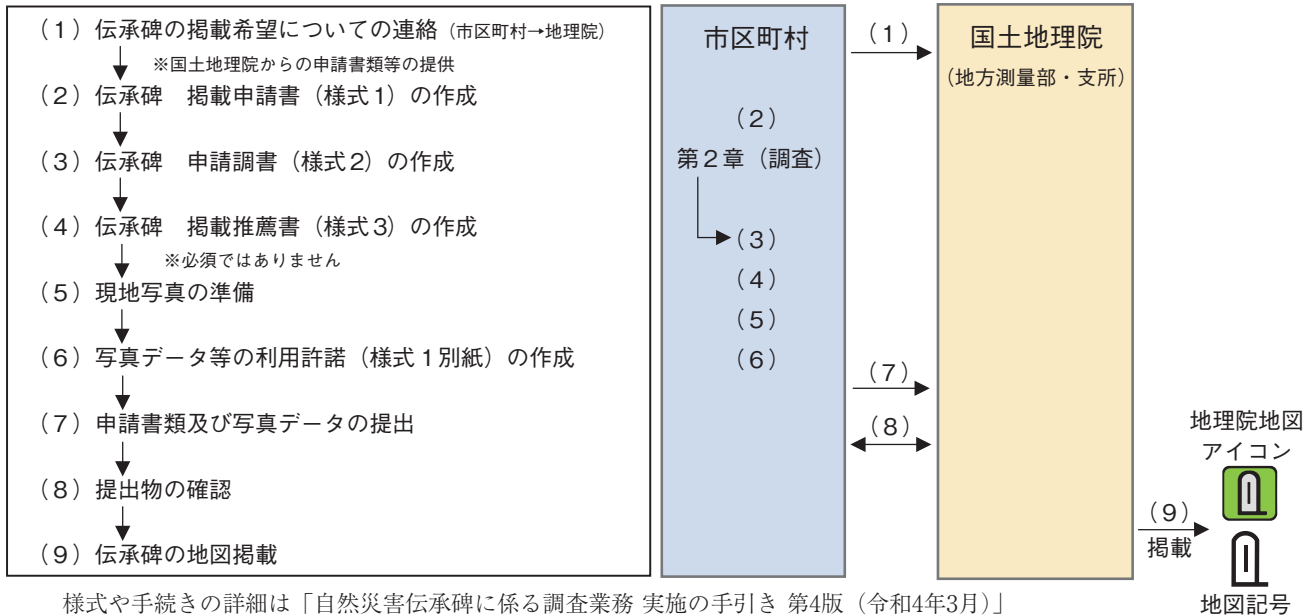 (1)伝承碑の掲載希望についての連絡(市区町村→地理院)
※国土地理院からの申請書類等の提供
(2)伝承碑 掲載申請書(様式1)の作成
(3)伝承碑 申請調書(様式2)の作成
(4)伝承碑 掲載推薦書(様式3)の作成
※必須ではありません
(5)現地写真の準備
(6)写真データ等の利用許諾(様式1別紙)の作成
(7)申請書類及び写真データの提出
(8)提出物の確認
(9)伝承碑の地図掲載
市区町村
(2)
第2章(調査)
(3)
(4)
(5)
(6)
(1)
(7)
(8)
国土地理院
(地方測量部・支所)
(9)
掲載
地理院地図
アイコン
地図記号
様式や手続きの詳細は「自然災害伝承碑に係る調査業務 実施の手引き 第4版(令和4年3月)」